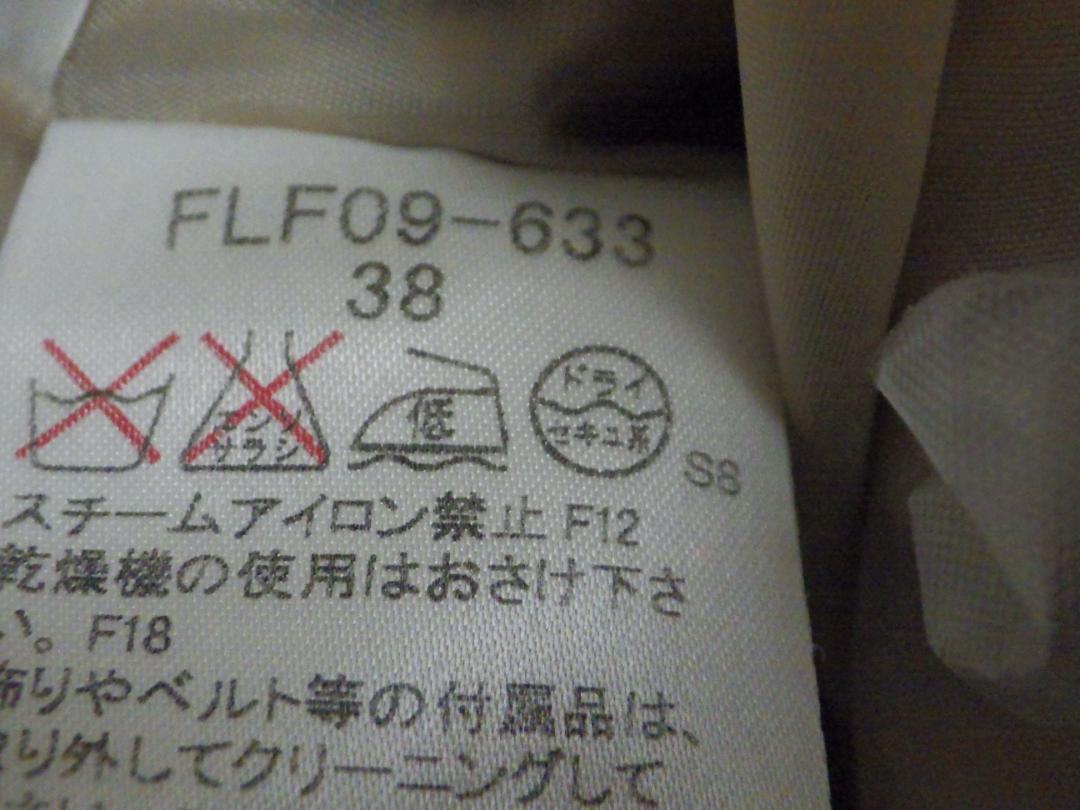 FLF09-633
38
エンソ
サラシ
低
ドライ
セキユ系
S8
スチームアイロン禁止 F12
乾燥機の使用はおさけ下さ
い。F18
飾りやベルト等の付属品は、
取り外してクリーニングして